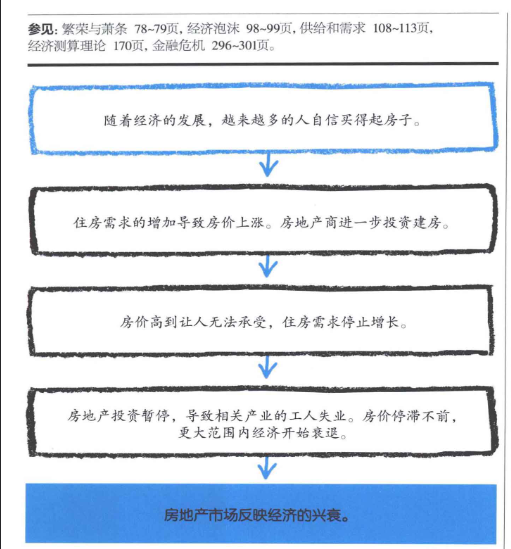 参见：繁荣与萧条 78~79页，经济泡沫 98~99页，供给和需求 108~113页，
经济测算理论 170页，金融危机 296~301页。
随着经济的发展，越来越多的人自信买得起房子。
住房需求的增加导致房价上涨。房地产商进一步投资建房。
房价高到让人无法承受，住房需求停止增长。
房地产投资暂停，导致相关产业的工人失业。房价停滞不前，
更大范围内经济开始衰退。
房地产市场反映经济的兴衰。